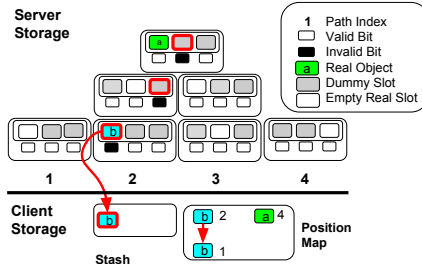 Server
Storage
a
1 Path Index
Valid Bit
Invalid Bit
a Real Object
Dummy Slot
Empty Real Slot
b
1 2 3 4
Client
Storage
b
b 2 a 4
b 1
Position
Map
Stash